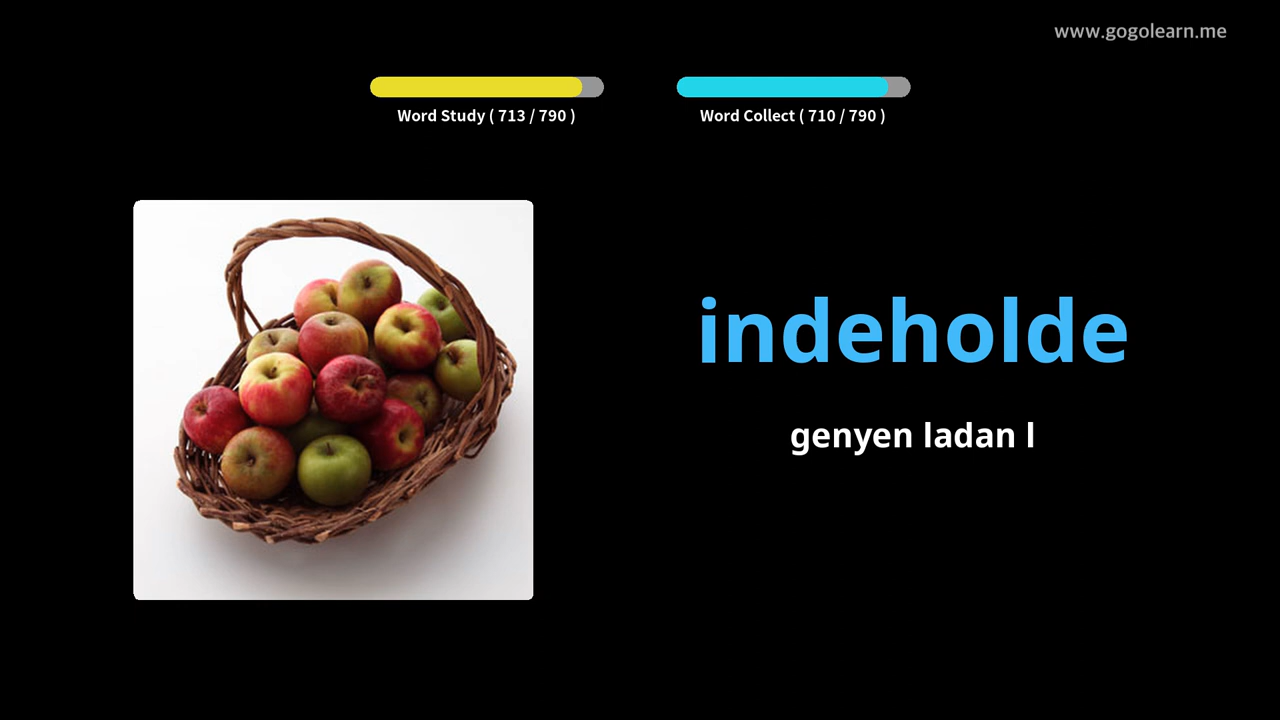 www.gogolearn.me
Word Study ( 713 / 790 )
Word Collect ( 710 / 790 )
indeholde
genyen ladan l